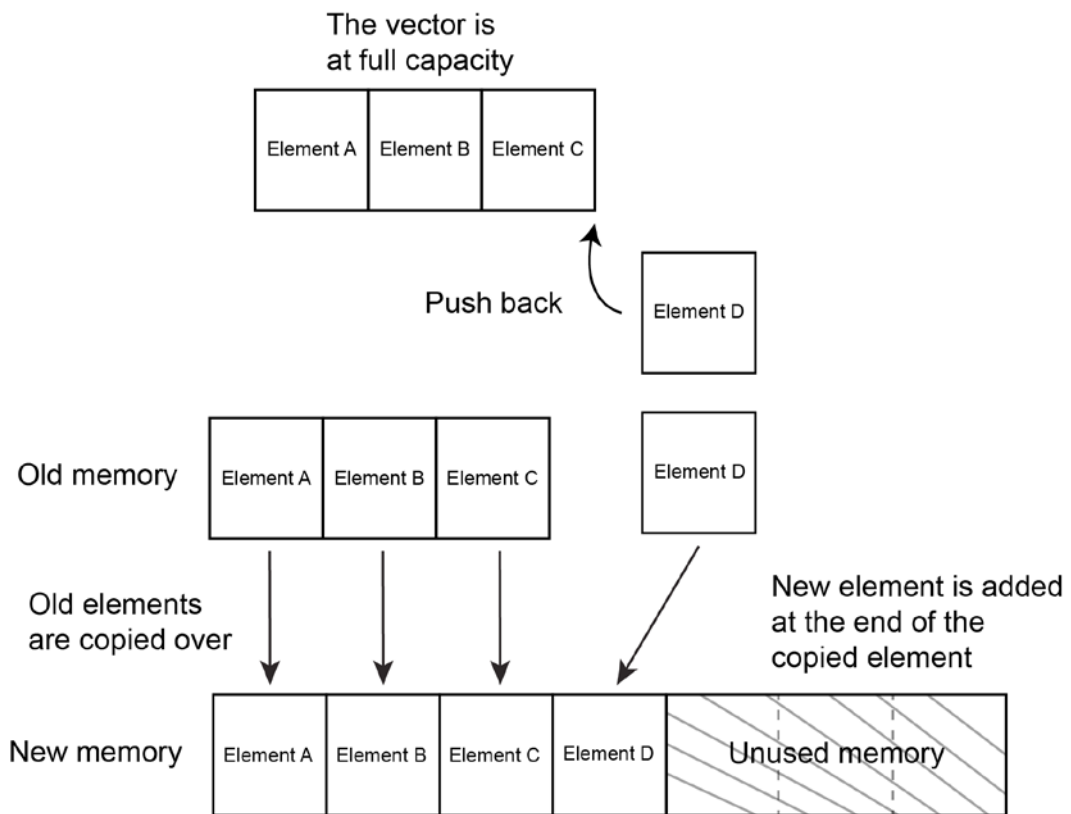 The vector is
at full capacity
Element A Element B Element C
Push back
Element D
Old memory
Element A Element B Element C
Element D
Old elements
are copied over
New element is added
at the end of the
copied element
New memory
Element A Element B Element C Element D
Unused memory